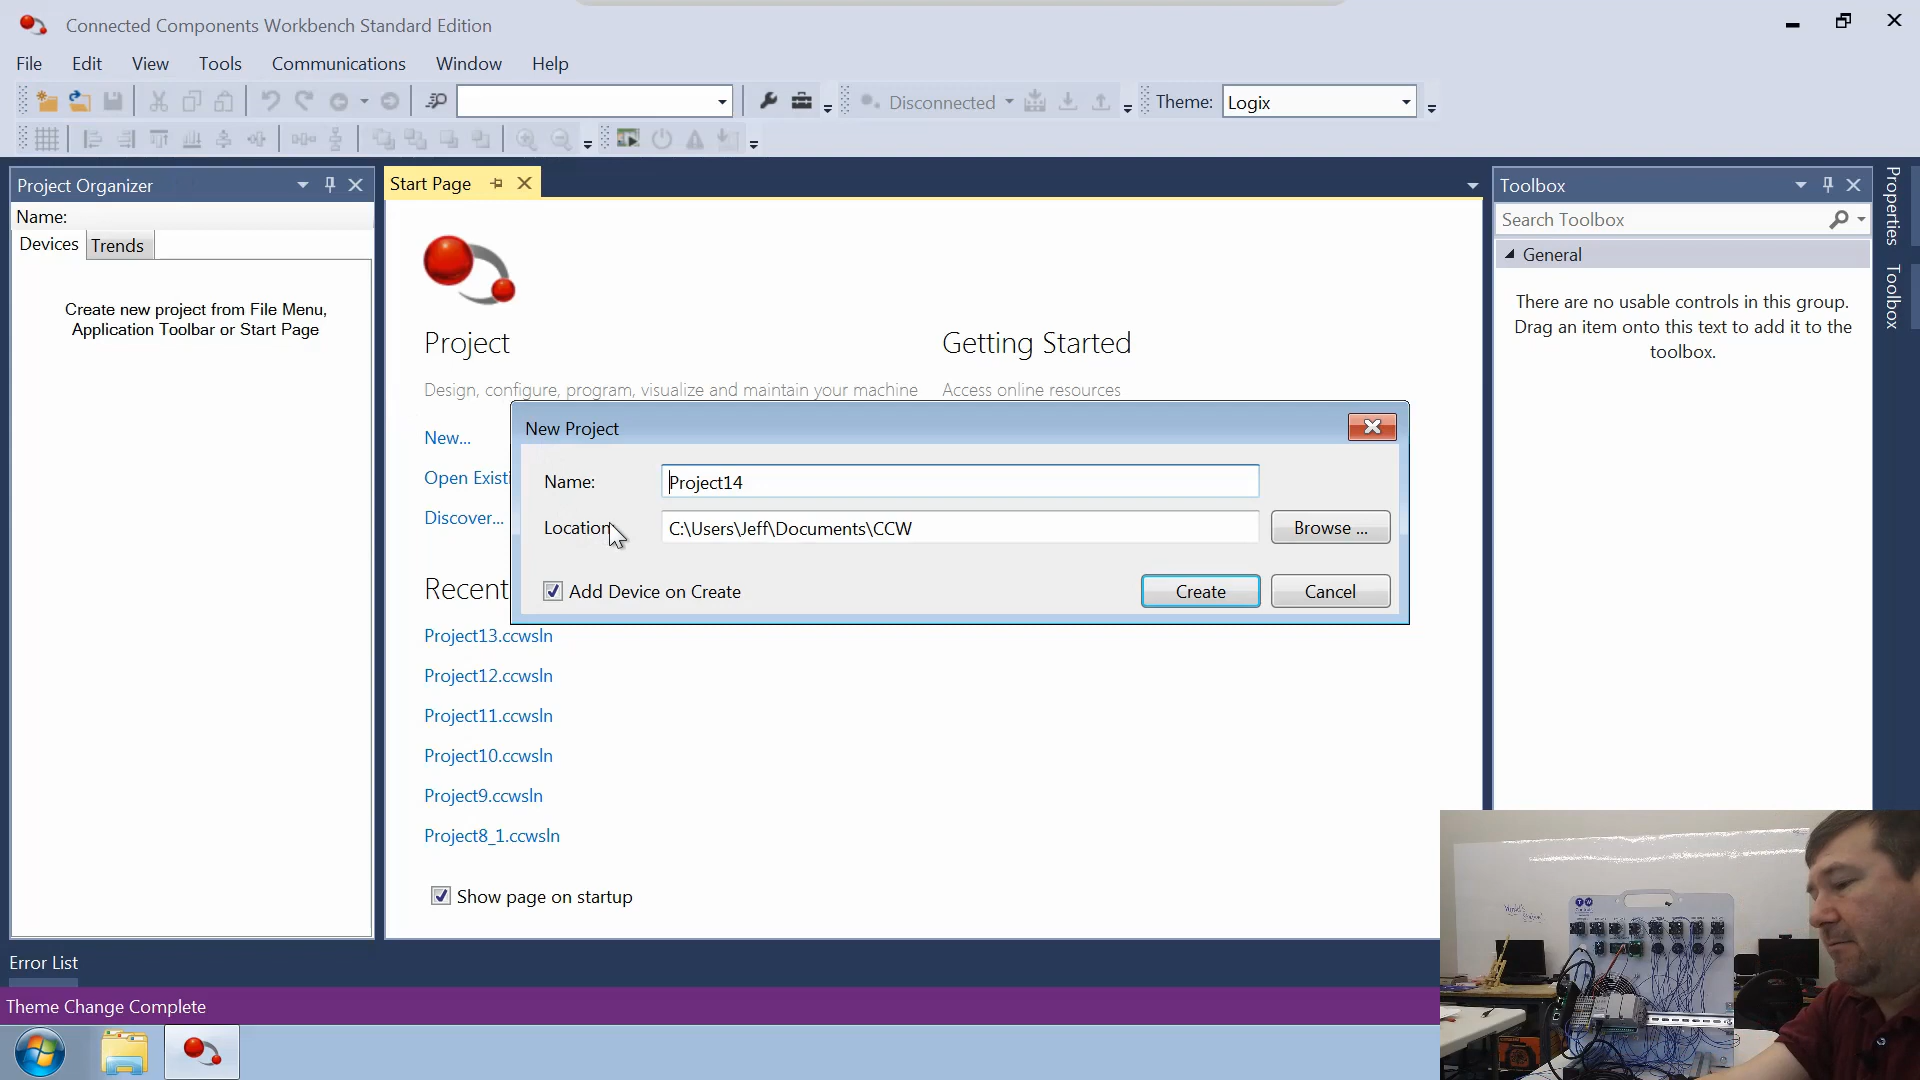 Connected Components Workbench Standard Edition
File Edit View Tools Communications Window Help
Disconnected Theme: Logix
Project Organizer
Name:
Devices Trends
Create new project from File Menu,
Application Toolbar or Start Page
Start Page
Project
Design, configure, program, visualize and maintain your machine
New...
Open Existi
Discover...
Getting Started
Access online resources
New Project
Name: Project14
Location C:\Users\Jeff\Documents\CCW Browse ...
Add Device on Create Create Cancel
Recent
Project13.ccwsln
Project12.ccwsln
Project11.ccwsln
Project10.ccwsln
Project9.ccwsln
Project8_1.ccwsln
Show page on startup
Toolbox
Search Toolbox
General
There are no usable controls in this group.
Drag an item onto this text to add it to the
toolbox.
Properties
Toolbox
Error List
Theme Change Complete